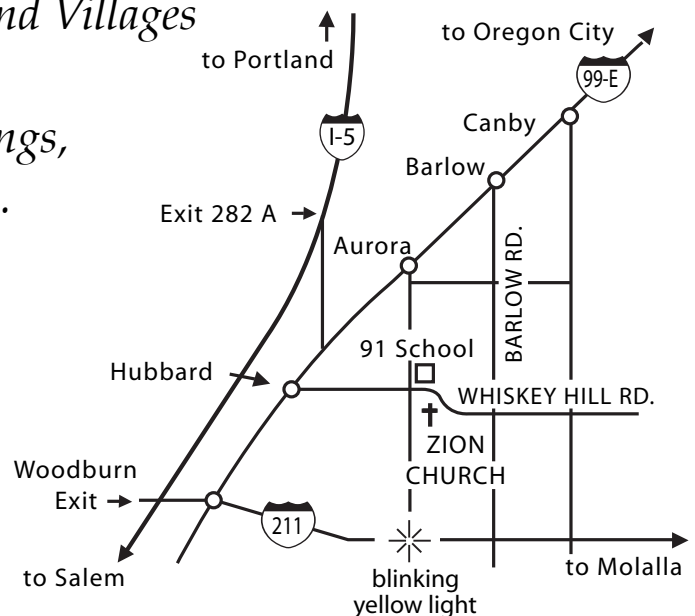 nd Villages
to Portland
to Oregon City
99-E
I-5
Canby
ngs,
Barlow
.
Exit 282 A
Aurora
BARLOW RD.
91 School
Hubbard
WHISKEY HILL RD.
ZION
CHURCH
Woodburn
Exit
211
to Salem
to Molalla
blinking
yellow light